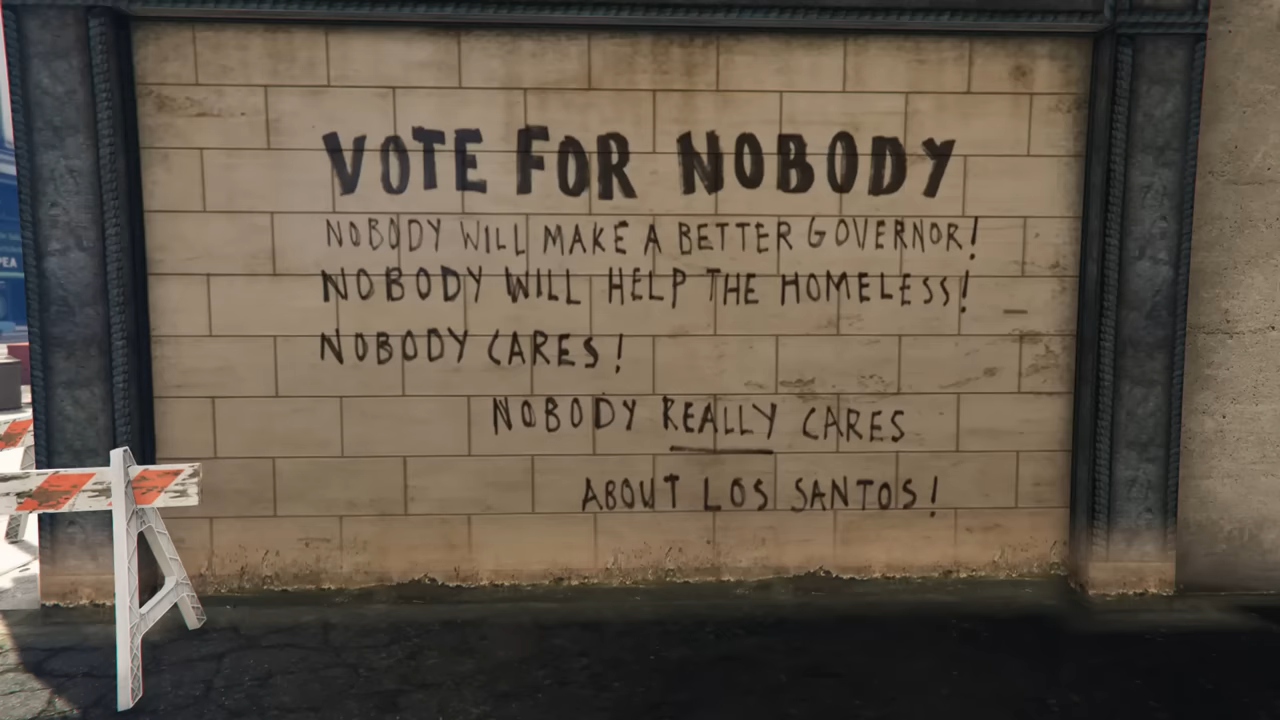 VOTE FOR NOBODY
NOBODY WILL MAKE A BETTER GOVERNOR!
NOBODY WILL HELP THE HOMELESS!
NOBODY CARES!
NOBODY REALLY CARES
ABOUT LOS SANTOS!